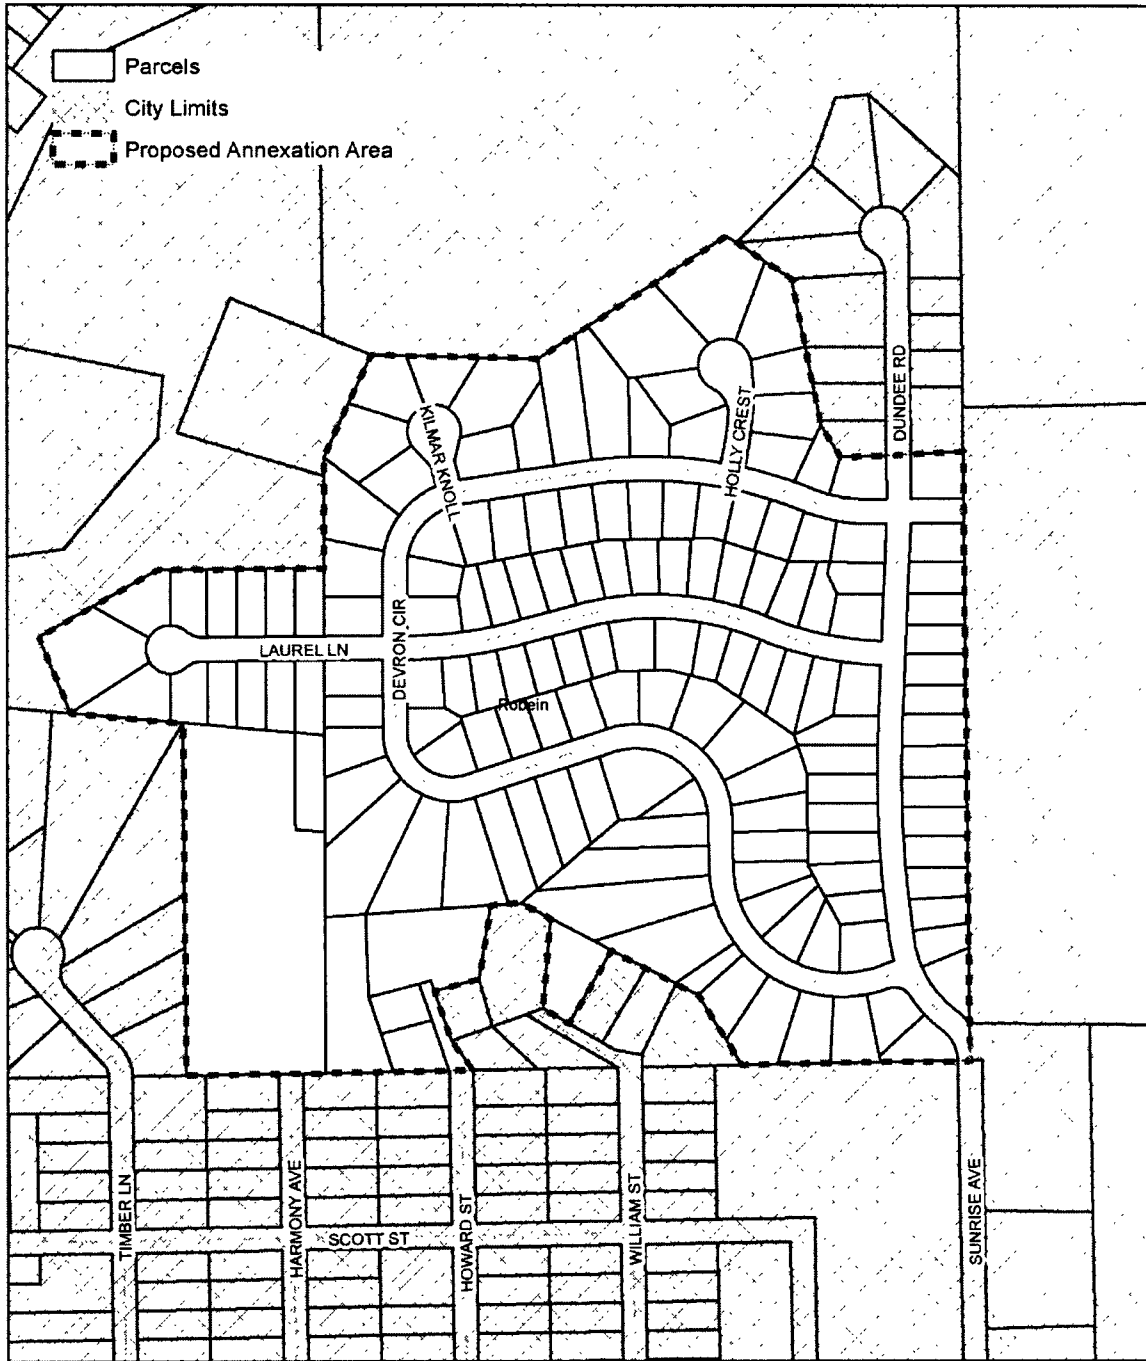 Parcels
City Limits
Proposed Annexation Area
DUNDEE RD
HOLLY CREST
KILMAR KNOLL
DEVRON CIR
LAUREL LN
Robein
TIMBER LN
HARMONY AVE
SCOTT ST
HOWARD ST
WILLIAM ST
SUNRISE AVE